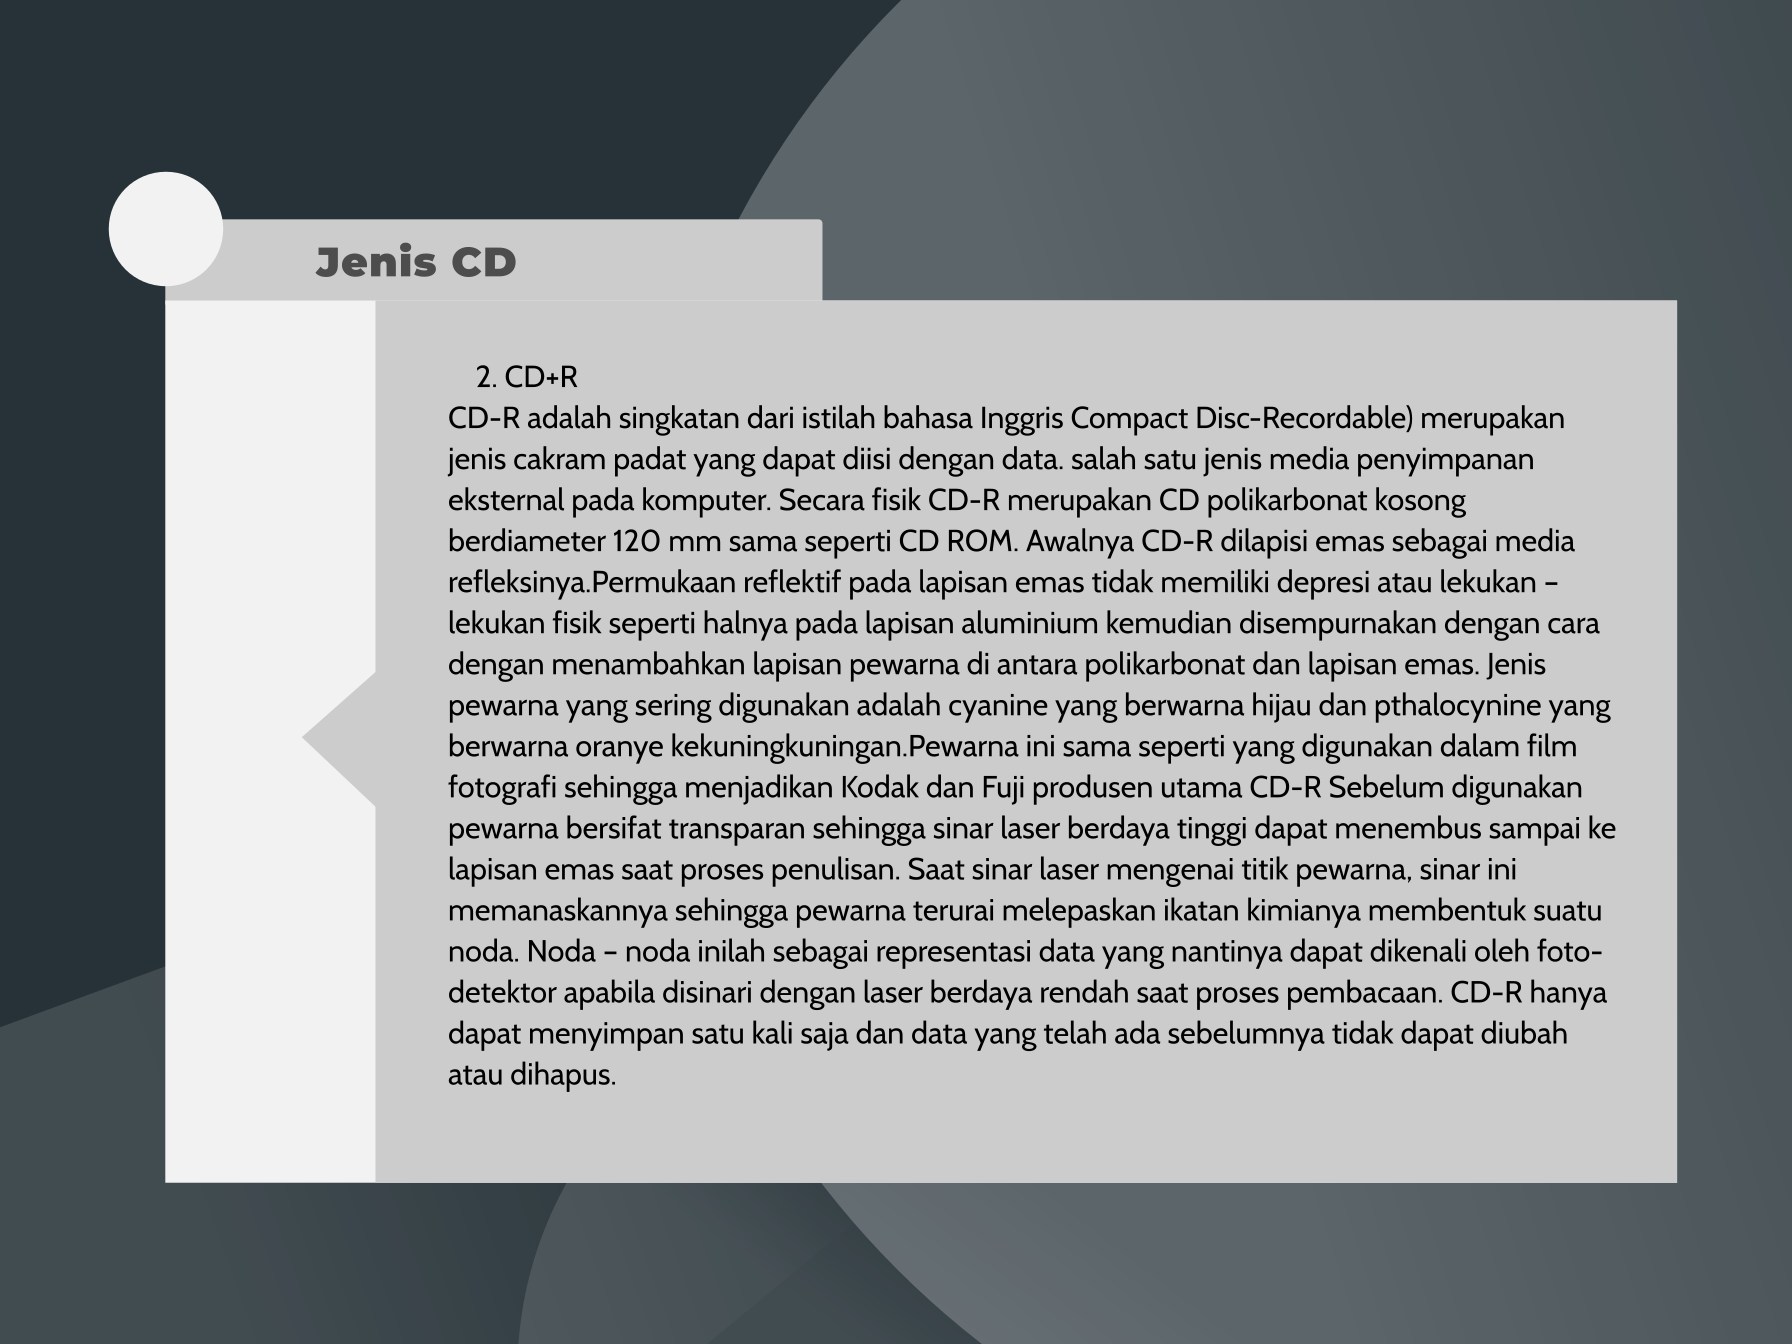 Jenis CD
2. CD+R
CD-R adalah singkatan dari istilah bahasa Inggris Compact Disc-Recordable) merupakan
jenis cakram padat yang dapat diisi dengan data. salah satu jenis media penyimpanan
eksternal pada komputer. Secara fisik CD-R merupakan CD polikarbonat kosong
berdiameter 120 mm sama seperti CD ROM. Awalnya CD-R dilapisi emas sebagai media
refleksinya.Permukaan reflektif pada lapisan emas tidak memiliki depresi atau lekukan –
lekukan fisik seperti halnya pada lapisan aluminium kemudian disempurnakan dengan cara
dengan menambahkan lapisan pewarna di antara polikarbonat dan lapisan emas. Jenis
pewarna yang sering digunakan adalah cyanine yang berwarna hijau dan pthalocynine yang
berwarna oranye kekuningkuningan.Pewarna ini sama seperti yang digunakan dalam film
fotografi sehingga menjadikan Kodak dan Fuji produsen utama CD-R Sebelum digunakan
pewarna bersifat transparan sehingga sinar laser berdaya tinggi dapat menembus sampai ke
lapisan emas saat proses penulisan. Saat sinar laser mengenai titik pewarna, sinar ini
memanaskannya sehingga pewarna terurai melepaskan ikatan kimianya membentuk suatu
noda. Noda – noda inilah sebagai representasi data yang nantinya dapat dikenali oleh foto-
detektor apabila disinari dengan laser berdaya rendah saat proses pembacaan. CD-R hanya
dapat menyimpan satu kali saja dan data yang telah ada sebelumnya tidak dapat diubah
atau dihapus.